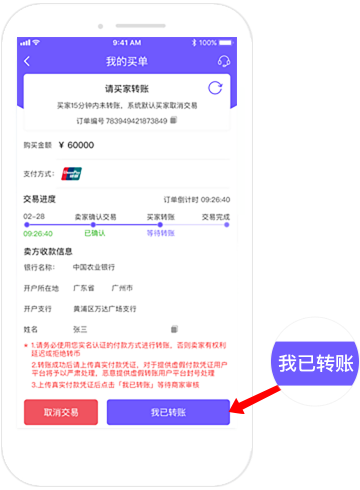 9:41 AM
100%
我的买单
请买家转账
买家15分钟内未转账，系统默认买家取消交易
订单编号 783949421873849
购买金额 ¥ 60000
支付方式：
交易进度 订单倒计时 09:26:40
02-28 卖家确认交易 买家转账 交易完成
09:26:40 已确认 等待转账
卖方收款信息
银行名称： 中国农业银行
开户所在地 广东省 广州市
开户支行 黄浦区万达广场支行
姓名 张三
* 1.请务必使用您实名认证的付款方式进行转账，否则卖家有权利
延迟或拒绝转币
2.转账成功后请上传真实付款凭证，对于提供虚假付款凭证用户
平台将予以严肃处理，恶意提供虚假转账用户平台封号处理
3.上传真实付款凭证后点击「我已转账」等待商家审核
取消交易 我已转账
我已转账